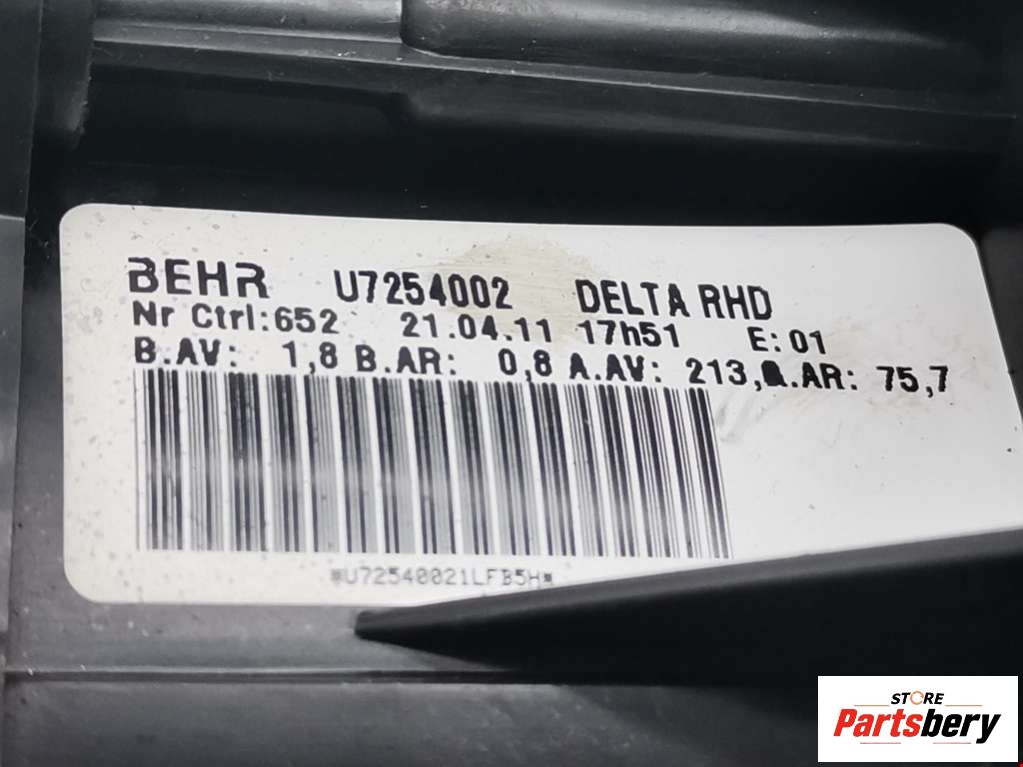 BEHR U7254002 DELTA RHD
Nr Ctrl:652 21.04.11 17h51 E:01
B.AV: 1,8 B.AR: 0,8 A.AV: 213, .AR: 75,7
*U72540021LFB5H*
STORE
Partsbery